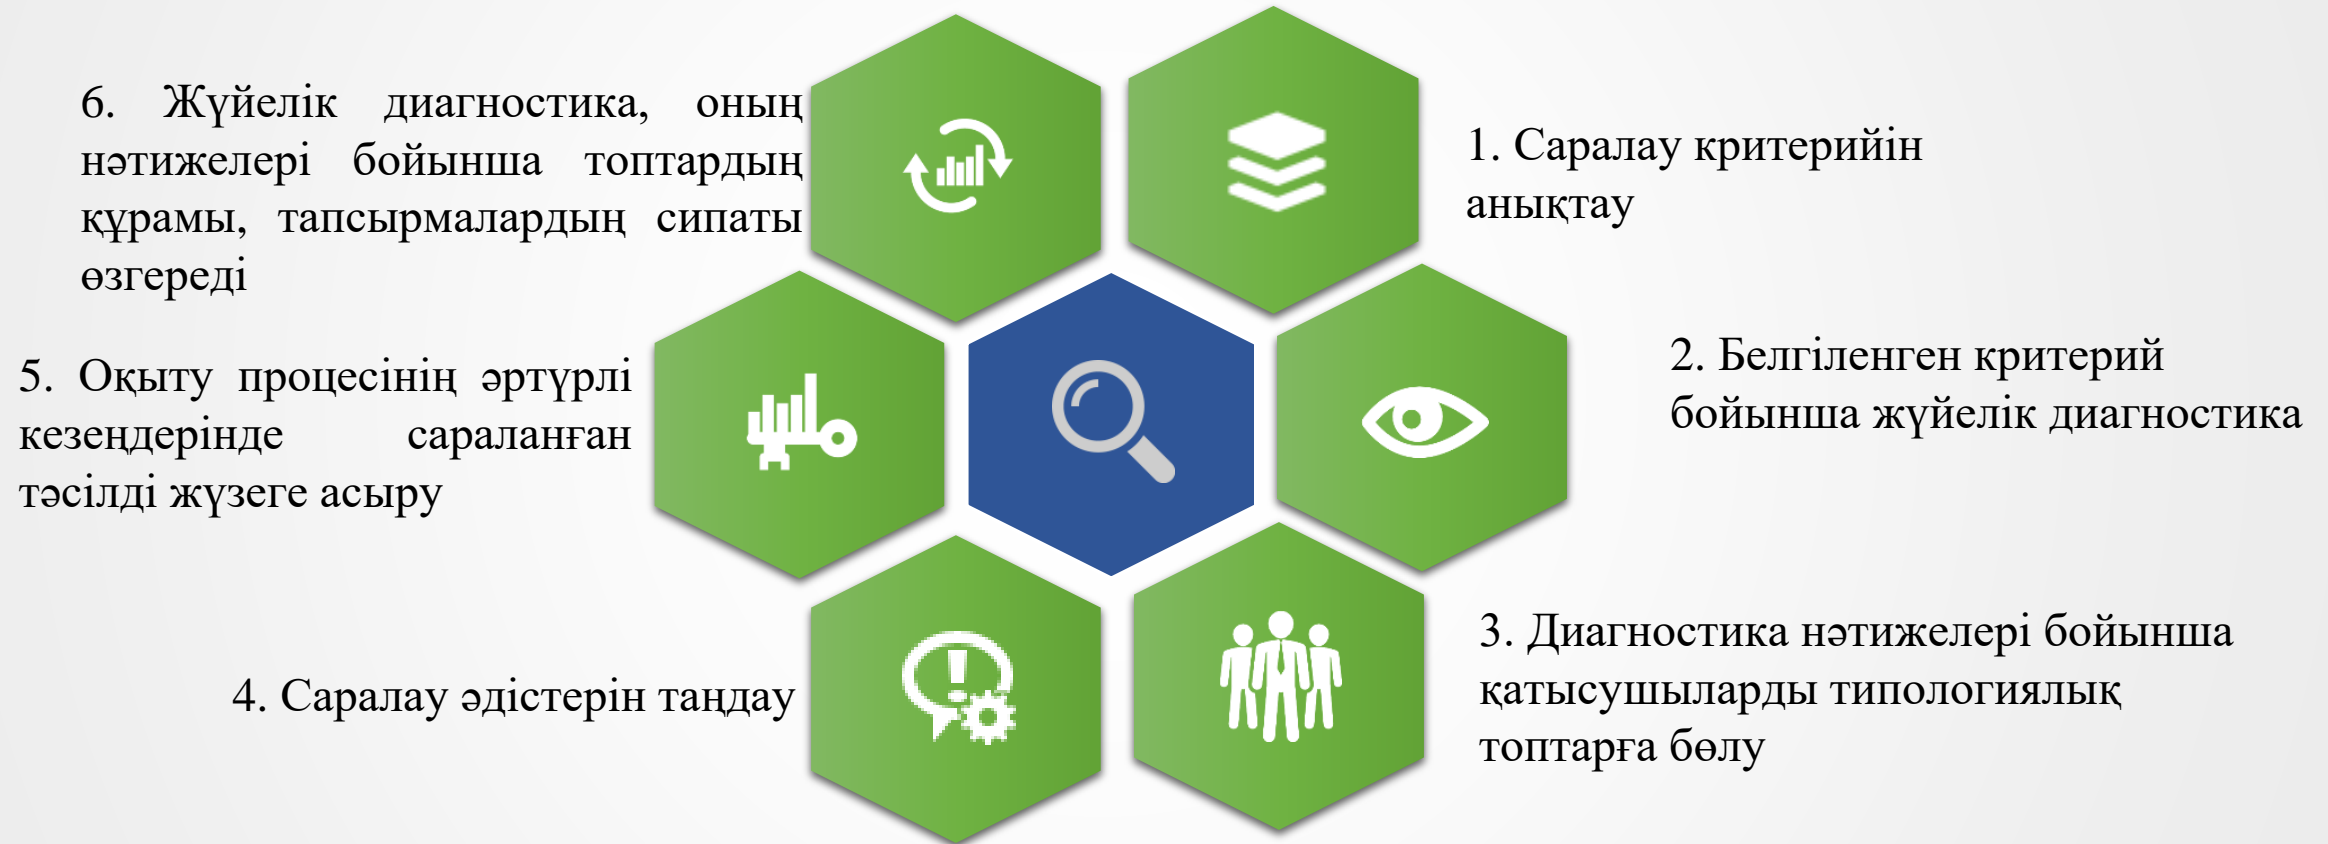 1. Саралау критерийін
анықтау
2. Белгіленген критерий
бойынша жүйелік диагностика
3. Диагностика нәтижелері бойынша
қатысушыларды типологиялық
топтарға бөлу
4. Саралау әдістерін таңдау
5. Оқыту процесінің әртүрлі
кезеңдерінде сараланған
тәсілді жүзеге асыру
6. Жүйелік диагностика, оның
нәтижелері бойынша топтардың
құрамы, тапсырмалардың сипаты
өзгереді